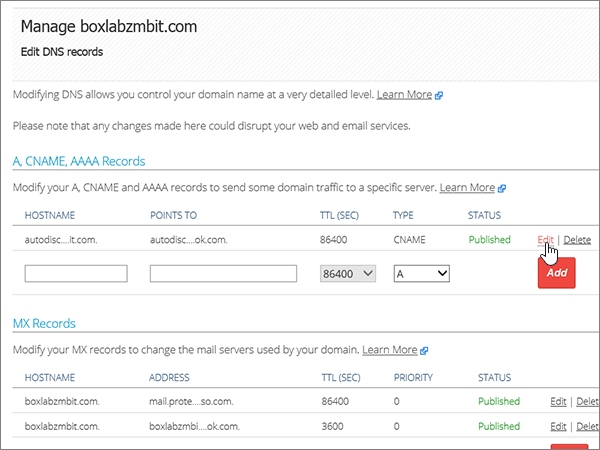 Manage boxlabzmbit.com
Edit DNS records
Modifying DNS allows you control your domain name at a very detailed level. Learn More
Please note that any changes made here could disrupt your web and email services.
A, CNAME, AAAA Records
Modify your A, CNAME and AAAA records to send some domain traffic to a specific server. Learn More
HOSTNAME POINTS TO TTL (SEC) TYPE STATUS
autodisc....it.com. autodisc....ok.com. 86400 CNAME Published Edit | Delete
86400 A Add
MX Records
Modify your MX records to change the mail servers used by your domain. Learn More
HOSTNAME ADDRESS TTL (SEC) PRIORITY STATUS
boxlabzmbit.com. mail.prote....so.com. 86400 0 Published Edit | Delete
boxlabzmbit.com. boxlabzmbi....ok.com. 3600 0 Published Edit | Delete